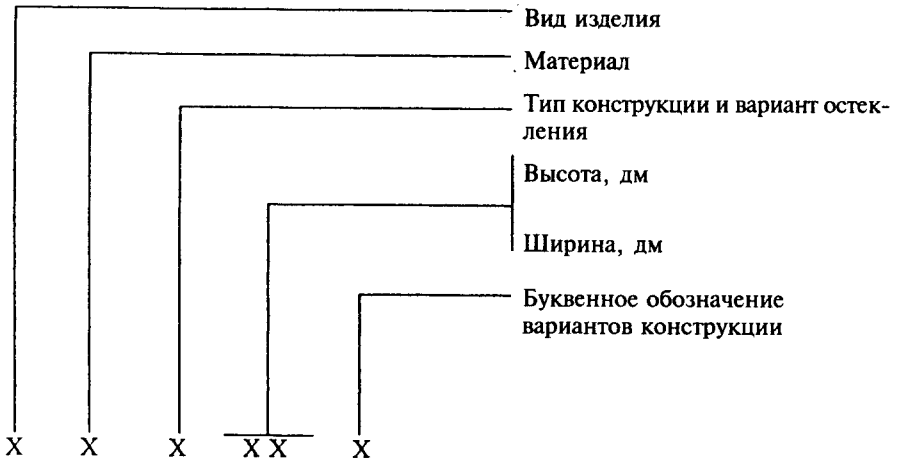 Вид изделия
Материал
Тип конструкции и вариант остек-
ления
Высота, дм
Ширина, дм
Буквенное обозначение
вариантов конструкции
X X X X X X